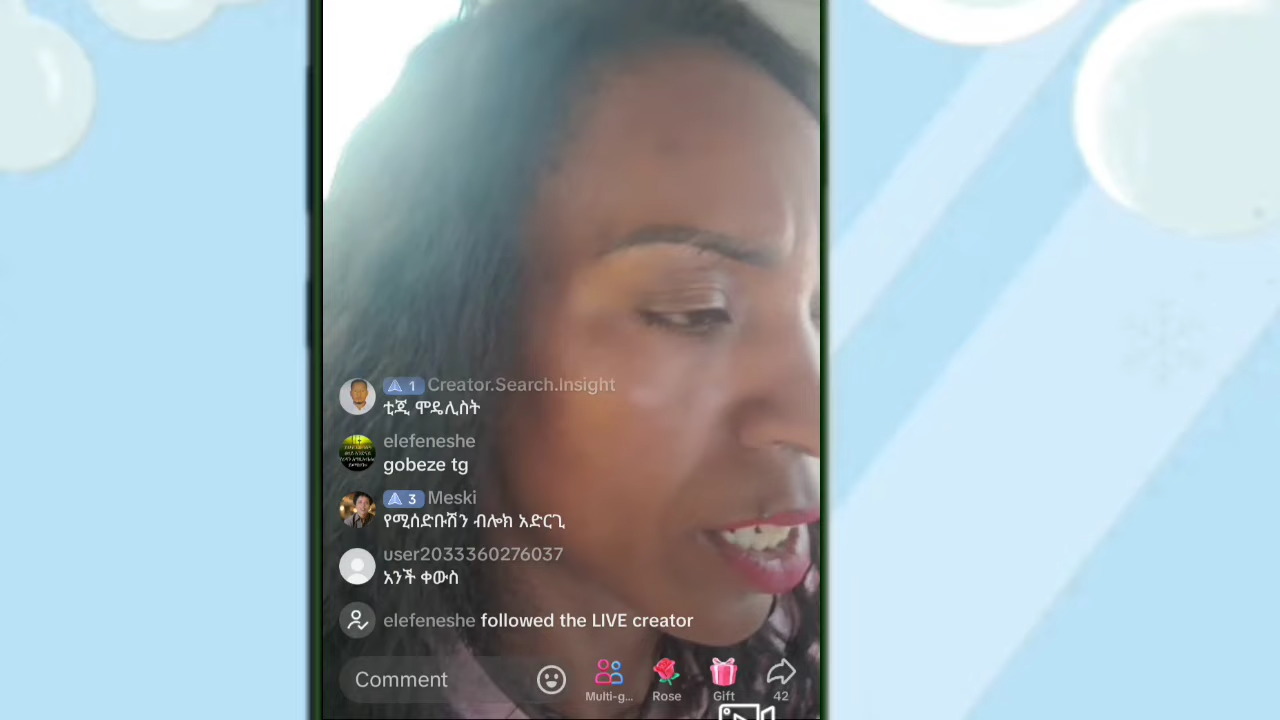 1 Creator.Search.Insight
ቲጂ ሞዴሊስት
elefeneshe
gobeze tg
3 Meski
የሚሰድቡሽን ብሎክ አድርጊ
user2033360276037
አንች ቀውስ
elefeneshe followed the LIVE creator
Comment
Multi-g...
Rose
Gift
42